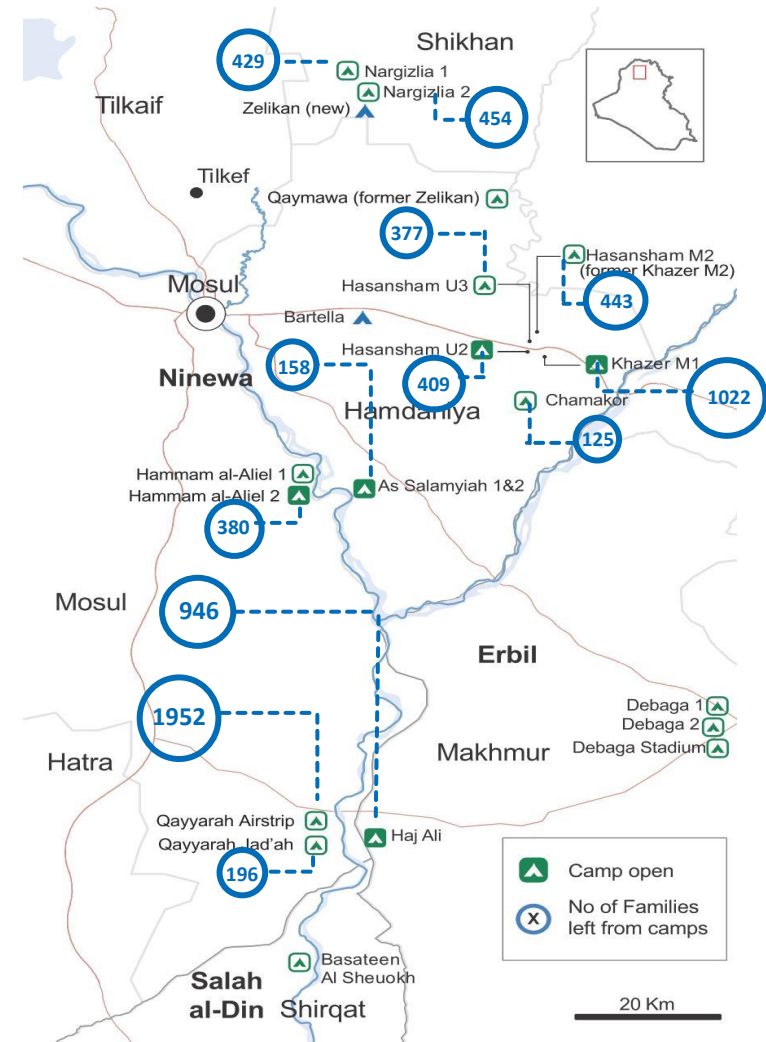 Shikhan
429
Nargizlia 1
Nargizlia 2
Tilkaif
Zelikan (new)
454
Tilkef
Qaymawa (former Zelikan)
377
Hasansham M2
(former Khazer M2)
Hasansham U3
Mosul
443
Bartella
Hasansham U2
158
Khazer M1
Ninewa
409
1022
Hamdaniya
Chamakor
125
Hammam al-Aliel 1
Hammam al-Aliel 2
As Salamyiah 1&2
380
Mosul
946
Erbil
Debaga 1
1952
Debaga 2
Makhmur
Debaga Stadium
Hatra
Qayyarah Airstrip
Haj Ali
Qayyarah Jad'ah
196
Camp open
X
No of Families
left from camps
Basateen
Al Sheuokh
Salah
al-Din
Shirqat
20 Km